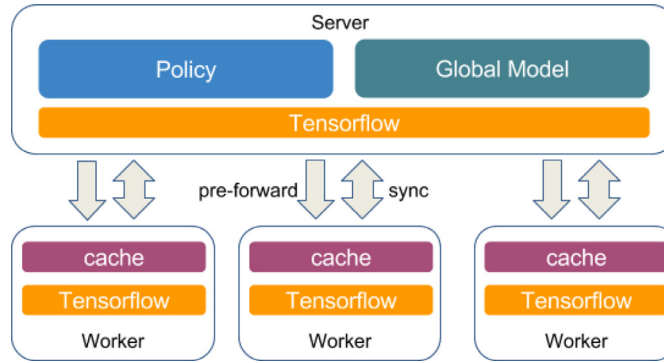 Server
Policy
Global Model
Tensorflow
pre-forward
sync
cache
cache
cache
Tensorflow
Tensorflow
Tensorflow
Worker
Worker
Worker